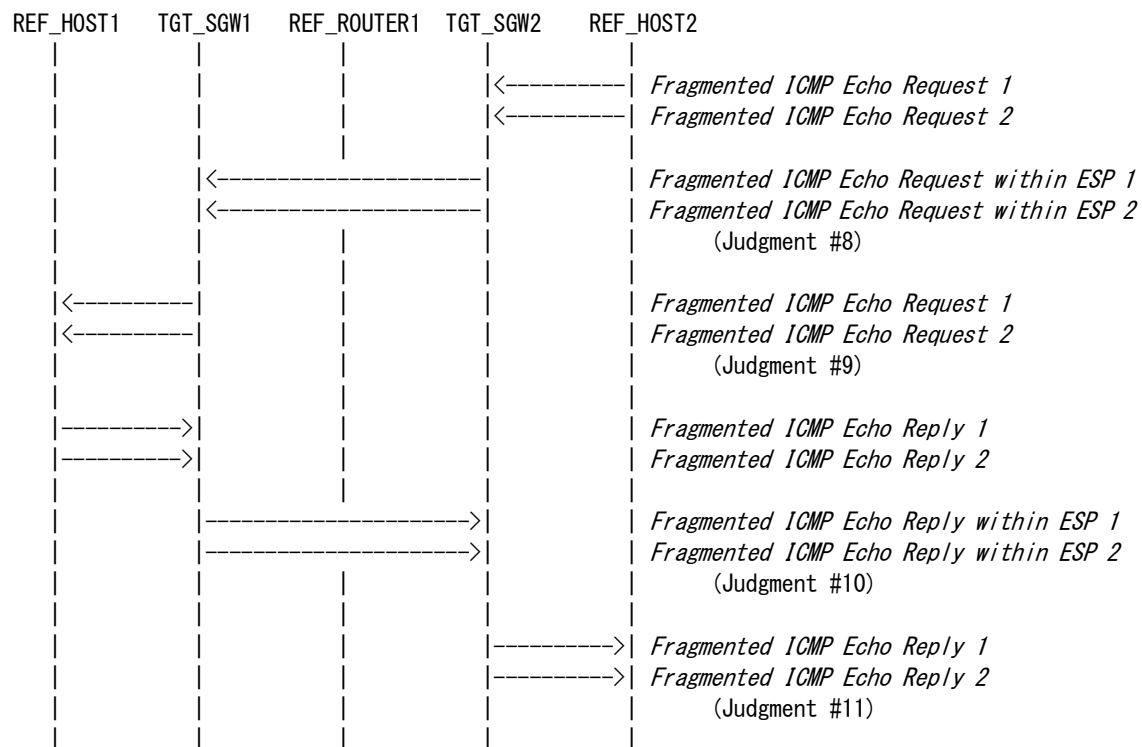 REF_HOST1 TGT_SGW1 REF_ROUTER1 TGT_SGW2 REF_HOST2
Fragmented ICMP Echo Request 1
Fragmented ICMP Echo Request 2
Fragmented ICMP Echo Request within ESP 1
Fragmented ICMP Echo Request within ESP 2
(Judgment #8)
Fragmented ICMP Echo Request 1
Fragmented ICMP Echo Request 2
(Judgment #9)
Fragmented ICMP Echo Reply 1
Fragmented ICMP Echo Reply 2
Fragmented ICMP Echo Reply within ESP 1
Fragmented ICMP Echo Reply within ESP 2
(Judgment #10)
Fragmented ICMP Echo Reply 1
Fragmented ICMP Echo Reply 2
(Judgment #11)